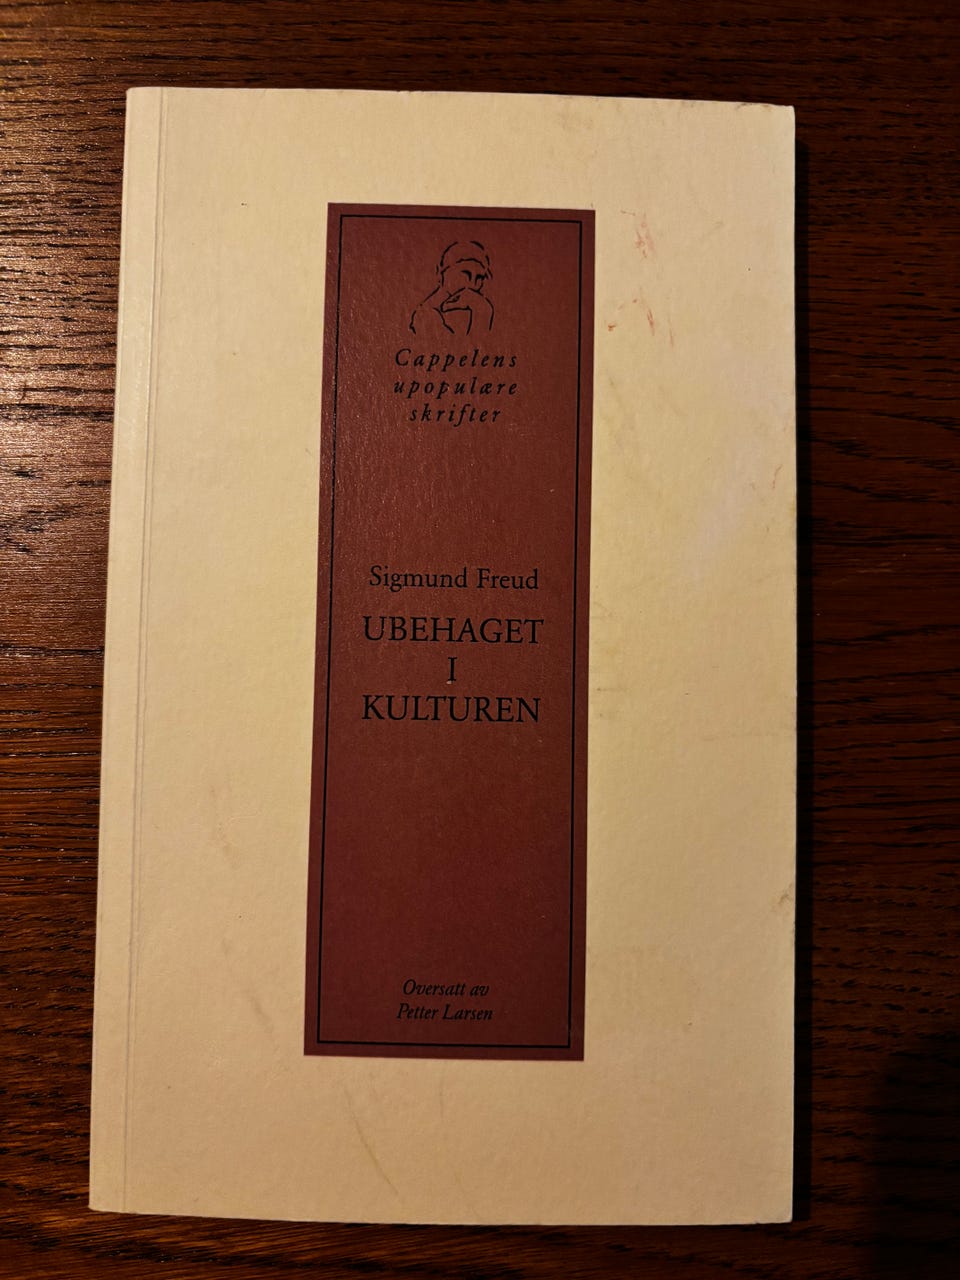 Cappelens
upopulære
skrifter
Sigmund Freud
UBEHAGET
I
KULTUREN
Oversatt av
Petter Larsen